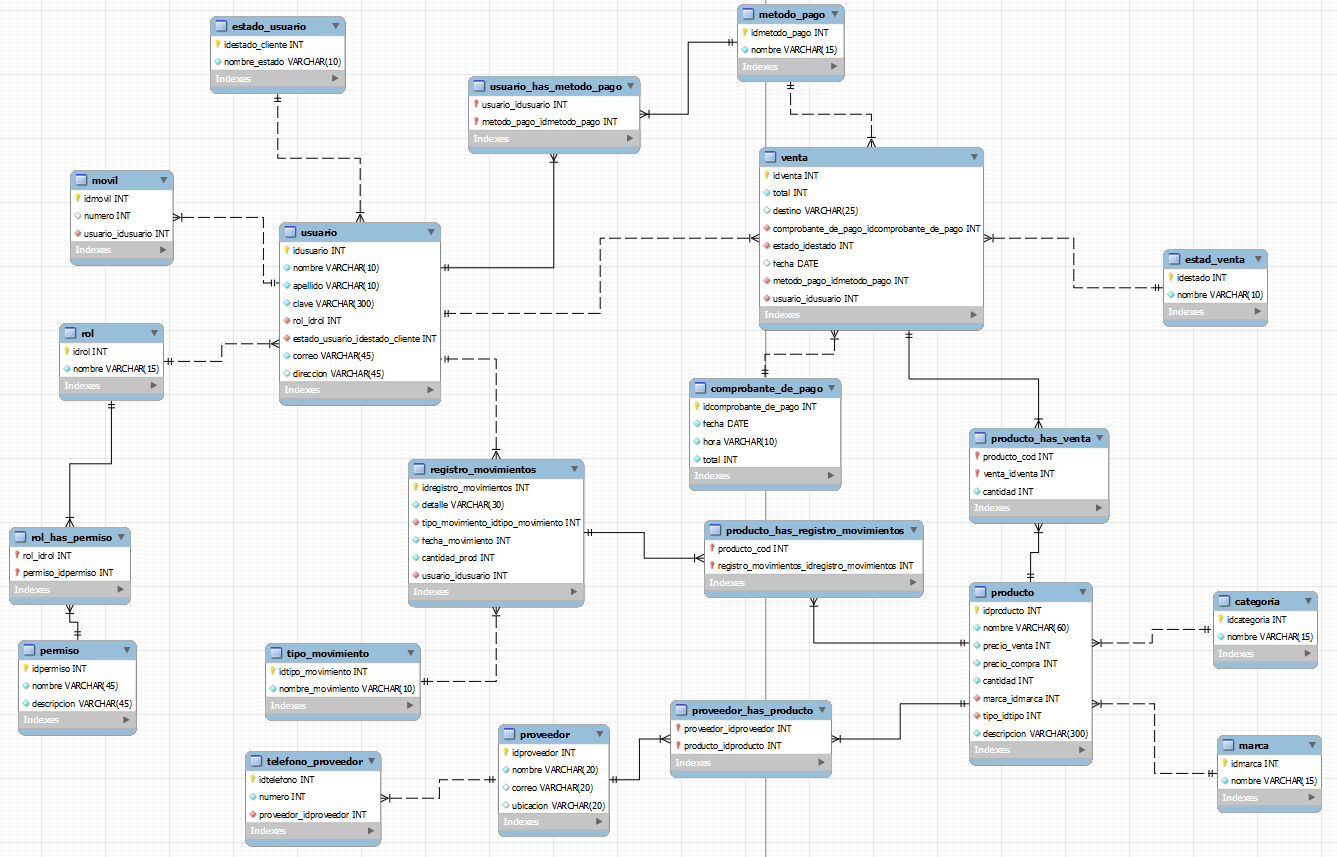 estado_usuario
idestado_cliente INT
nombre_estado VARCHAR(10)
Indexes
metodo_pago
idmetodo_pago INT
nombre VARCHAR(15)
Indexes
usuario_has_metodo_pago
usuario_idusuario INT
metodo_pago_idmetodo_pago INT
Indexes
venta
idventa INT
total INT
destino VARCHAR(25)
comprobante_de_pago_idcomprobante_de_pago INT
estado_idestado INT
fecha DATE
metodo_pago_idmetodo_pago INT
usuario_idusuario INT
Indexes
movil
idmovil INT
numero INT
usuario_idusuario INT
Indexes
usuario
idusuario INT
nombre VARCHAR(10)
apellido VARCHAR(10)
clave VARCHAR(300)
rol_idrol INT
estado_usuario_idestado_cliente INT
correo VARCHAR(45)
direccion VARCHAR(45)
Indexes
estad_venta
idestado INT
nombre VARCHAR(10)
Indexes
rol
idrol INT
nombre VARCHAR(15)
Indexes
comprobante_de_pago
idcomprobante_de_pago INT
fecha DATE
hora VARCHAR(10)
total INT
Indexes
producto_has_venta
producto_cod INT
venta_idventa INT
cantidad INT
Indexes
registro_movimientos
idregistro_movimientos INT
detalle VARCHAR(30)
tipo_movimiento_idtipo_movimiento INT
fecha_movimiento INT
cantidad_prod INT
usuario_idusuario INT
Indexes
producto_has_registro_movimientos
producto_cod INT
registro_movimientos_idregistro_movimientos INT
Indexes
rol_has_permiso
rol_idrol INT
permiso_idpermiso INT
Indexes
producto
idproducto INT
nombre VARCHAR(60)
precio_venta INT
precio_compra INT
cantidad INT
marca_idmarca INT
tipo_idtipo INT
descripcion VARCHAR(300)
Indexes
categoria
idcategoria INT
nombre VARCHAR(15)
Indexes
permiso
idpermiso INT
nombre VARCHAR(45)
descripcion VARCHAR(45)
Indexes
tipo_movimiento
idtipo_movimiento INT
nombre_movimiento VARCHAR(10)
Indexes
proveedor_has_producto
proveedor_idproveedor INT
producto_idproducto INT
Indexes
proveedor
idproveedor INT
nombre VARCHAR(20)
correo VARCHAR(20)
ubicacion VARCHAR(20)
Indexes
telefono_proveedor
idtelefono INT
numero INT
proveedor_idproveedor INT
Indexes
marca
idmarca INT
nombre VARCHAR(15)
Indexes